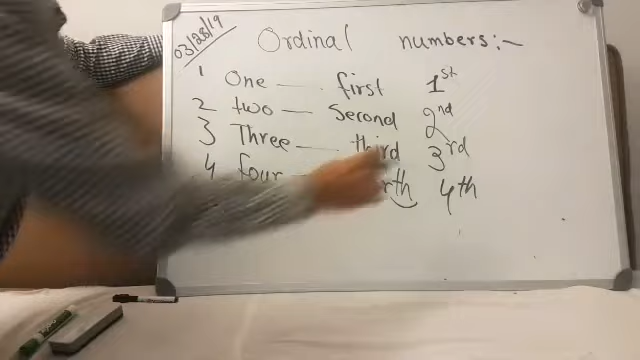 03/28/19
Ordinal numbers:-
1 One — first 1st
2 two — Second 2nd
3 Three — third 3rd
4 four 4th